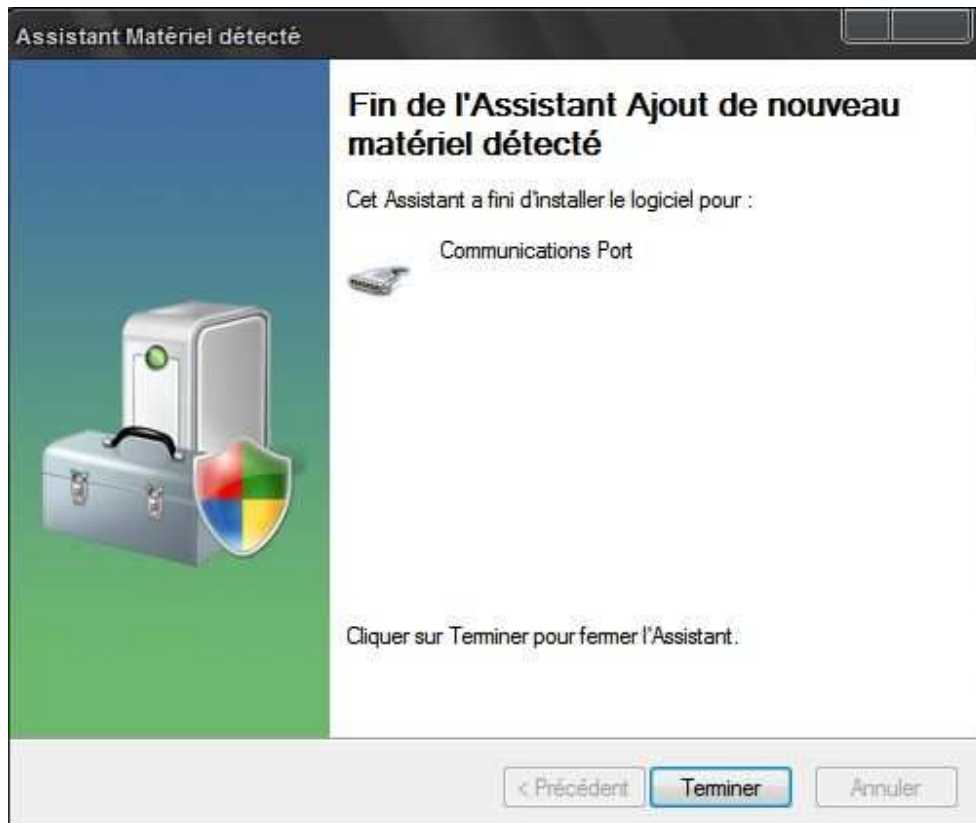 Assistant Matériel détecté
Fin de l'Assistant Ajout de nouveau
matériel détecté
Cet Assistant a fini d'installer le logiciel pour :
Communications Port
Cliquer sur Terminer pour fermer l'Assistant.
< Précédent
Terminer
Annuler